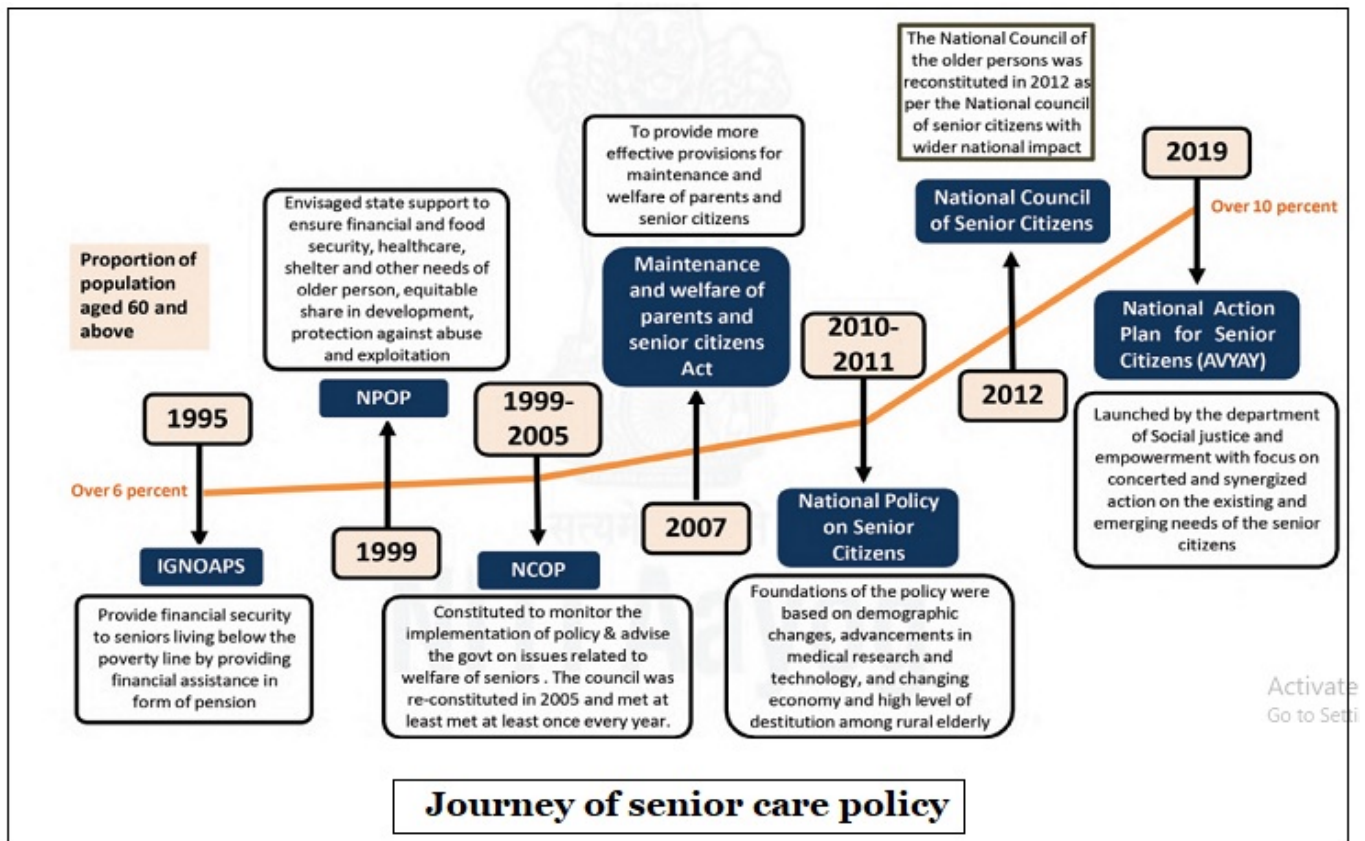 Proportion of
population
aged 60 and
above
Over 6 percent
1995
IGNOAPS
Provide financial security
to seniors living below the
poverty line by providing
financial assistance in
form of pension
Envisaged state support to
ensure financial and food
security, healthcare,
shelter and other needs of
older person, equitable
share in development,
protection against abuse
and exploitation
NPOP
1999
1999-
2005
NCOP
Constituted to monitor the
implementation of policy & advise
the govt on issues related to
welfare of seniors . The council was
re-constituted in 2005 and met at
least met at least once every year.
To provide more
effective provisions for
maintenance and
welfare of parents and
senior citizens
Maintenance
and welfare of
parents and
senior citizens
Act
2007
2010-
2011
National Policy
on Senior
Citizens
Foundations of the policy were
based on demographic
changes, advancements in
medical research and
technology, and changing
economy and high level of
destitution among rural elderly
The National Council of
the older persons was
reconstituted in 2012 as
per the National council
of senior citizens with
wider national impact
National Council
of Senior Citizens
2012
2019
Over 10 percent
National Action
Plan for Senior
Citizens (AVYAY)
Launched by the department
of Social justice and
empowerment with focus on
concerted and synergized
action on the existing and
emerging needs of the senior
citizens
Activate
Go to
Journey of senior care policy